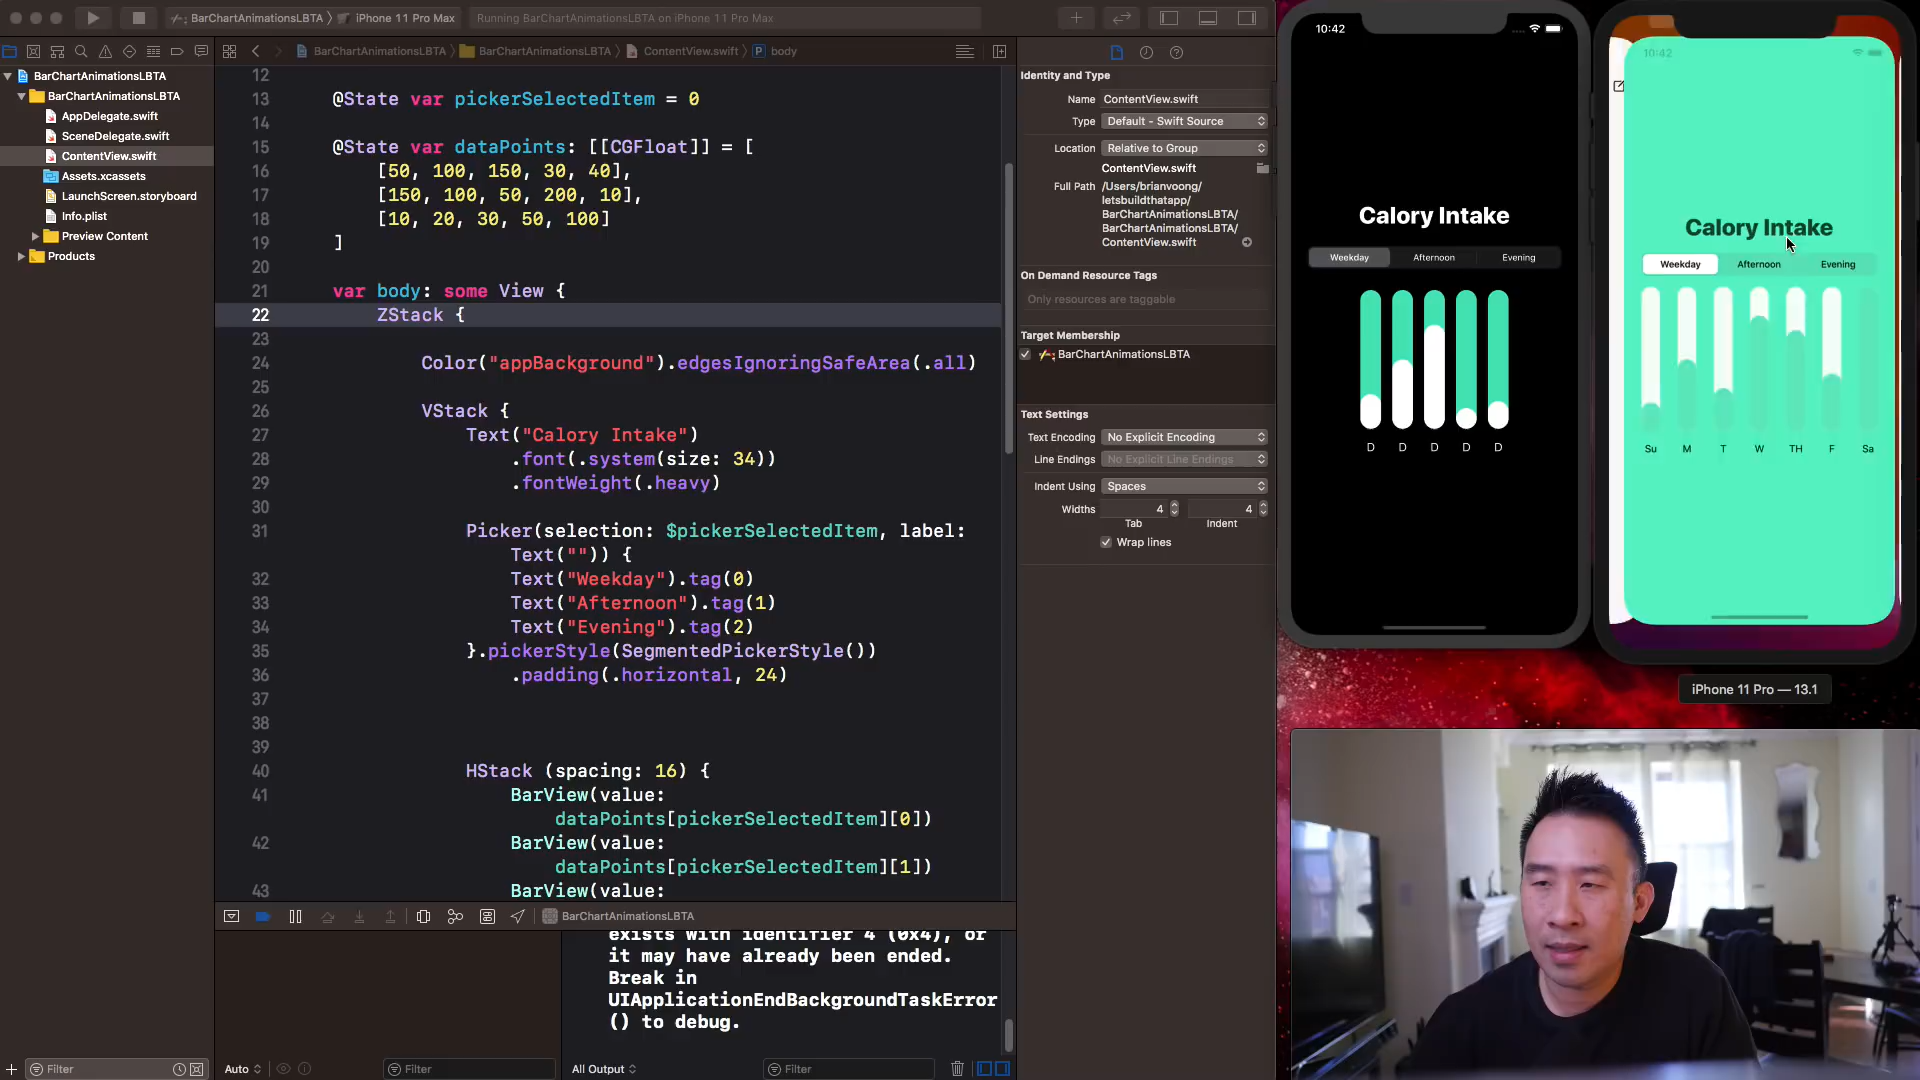 BarChartAnimationsLBTA 〉 iPhone 11 Pro Max
Running BarChartAnimationsLBTA on iPhone 11 Pro Max
BarChartAnimationsLBTA 〉 BarChartAnimationsLBTA 〉 ContentView.swift 〉 P body
BarChartAnimationsLBTA
BarChartAnimationsLBTA
AppDelegate.swift
SceneDelegate.swift
ContentView.swift
Assets.xcassets
LaunchScreen.storyboard
Info.plist
Preview Content
Products
Filter
12
13 @State var pickerSelectedItem = 0
14
15 @State var dataPoints: [[CGFloat]] = [
16 [50, 100, 150, 30, 40],
17 [150, 100, 50, 200, 10],
18 [10, 20, 30, 50, 100]
19 ]
20
21 var body: some View {
22 ZStack {
23
24 Color("appBackground").edgesIgnoringSafeArea(.all)
25
26 VStack {
27 Text("Calory Intake")
28 .font(.system(size: 34))
29 .fontWeight(.heavy)
30
31 Picker(selection: $pickerSelectedItem, label:
Text("")) {
32 Text("Weekday").tag(0)
33 Text("Afternoon").tag(1)
34 Text("Evening").tag(2)
35 }.pickerStyle(SegmentedPickerStyle())
36 .padding(.horizontal, 24)
37
38
39
40 HStack (spacing: 16) {
41 BarView(value:
dataPoints[pickerSelectedItem][0])
42 BarView(value:
dataPoints[pickerSelectedItem][1])
43 BarView(value:
BarChartAnimationsLBTA
exists with identifier 4 (0x4), or
it may have already been ended.
Break in
UIApplicationEndBackgroundTaskError
() to debug.
Auto
Filter
All Output
Filter
Identity and Type
Name ContentView.swift
Type Default - Swift Source
Location Relative to Group
ContentView.swift
Full Path /Users/brianvoong/
letsbuildthatapp/
BarChartAnimationsLBTA/
BarChartAnimationsLBTA/
ContentView.swift
On Demand Resource Tags
Only resources are taggable
Target Membership
BarChartAnimationsLBTA
Text Settings
Text Encoding No Explicit Encoding
Line Endings No Explicit Line Endings
Indent Using Spaces
Widths 4 4
Tab Indent
Wrap lines
10:42
Calory Intake
Weekday Afternoon Evening
D D D D D
10:42
Calory Intake
Weekday Afternoon Evening
Su M T W TH F Sa
iPhone 11 Pro — 13.1